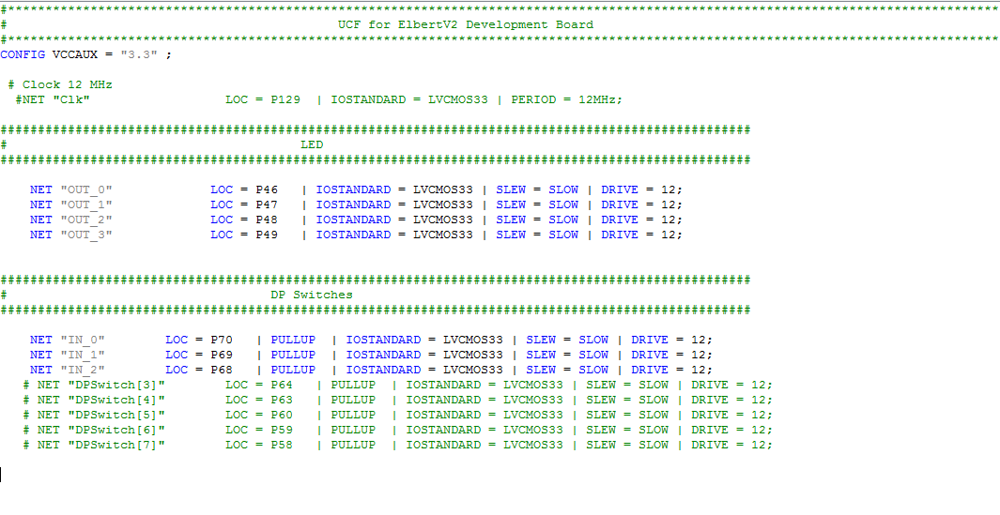 #************************************************************************************************************************************
#                                            UCF for ElbertV2 Development Board
#************************************************************************************************************************************
CONFIG VCCAUX = "3.3" ;
 # Clock 12 MHz
  #NET "Clk"                  LOC = P129  | IOSTANDARD = LVCMOS33 | PERIOD = 12MHz;
####################################################################################################
#                                       LED
####################################################################################################
    NET "OUT_0"             LOC = P46   | IOSTANDARD = LVCMOS33 | SLEW = SLOW | DRIVE = 12;
    NET "OUT_1"             LOC = P47   | IOSTANDARD = LVCMOS33 | SLEW = SLOW | DRIVE = 12;
    NET "OUT_2"             LOC = P48   | IOSTANDARD = LVCMOS33 | SLEW = SLOW | DRIVE = 12;
    NET "OUT_3"             LOC = P49   | IOSTANDARD = LVCMOS33 | SLEW = SLOW | DRIVE = 12;
####################################################################################################
#                                   DP Switches
####################################################################################################
    NET "IN_0"        LOC = P70   | PULLUP  | IOSTANDARD = LVCMOS33 | SLEW = SLOW | DRIVE = 12;
    NET "IN_1"        LOC = P69   | PULLUP  | IOSTANDARD = LVCMOS33 | SLEW = SLOW | DRIVE = 12;
    NET "IN_2"        LOC = P68   | PULLUP  | IOSTANDARD = LVCMOS33 | SLEW = SLOW | DRIVE = 12;
   # NET "DPSwitch[3]"        LOC = P64   | PULLUP  | IOSTANDARD = LVCMOS33 | SLEW = SLOW | DRIVE = 12;
   # NET "DPSwitch[4]"        LOC = P63   | PULLUP  | IOSTANDARD = LVCMOS33 | SLEW = SLOW | DRIVE = 12;
   # NET "DPSwitch[5]"        LOC = P60   | PULLUP  | IOSTANDARD = LVCMOS33 | SLEW = SLOW | DRIVE = 12;
   # NET "DPSwitch[6]"        LOC = P59   | PULLUP  | IOSTANDARD = LVCMOS33 | SLEW = SLOW | DRIVE = 12;
   # NET "DPSwitch[7]"        LOC = P58   | PULLUP  | IOSTANDARD = LVCMOS33 | SLEW = SLOW | DRIVE = 12;